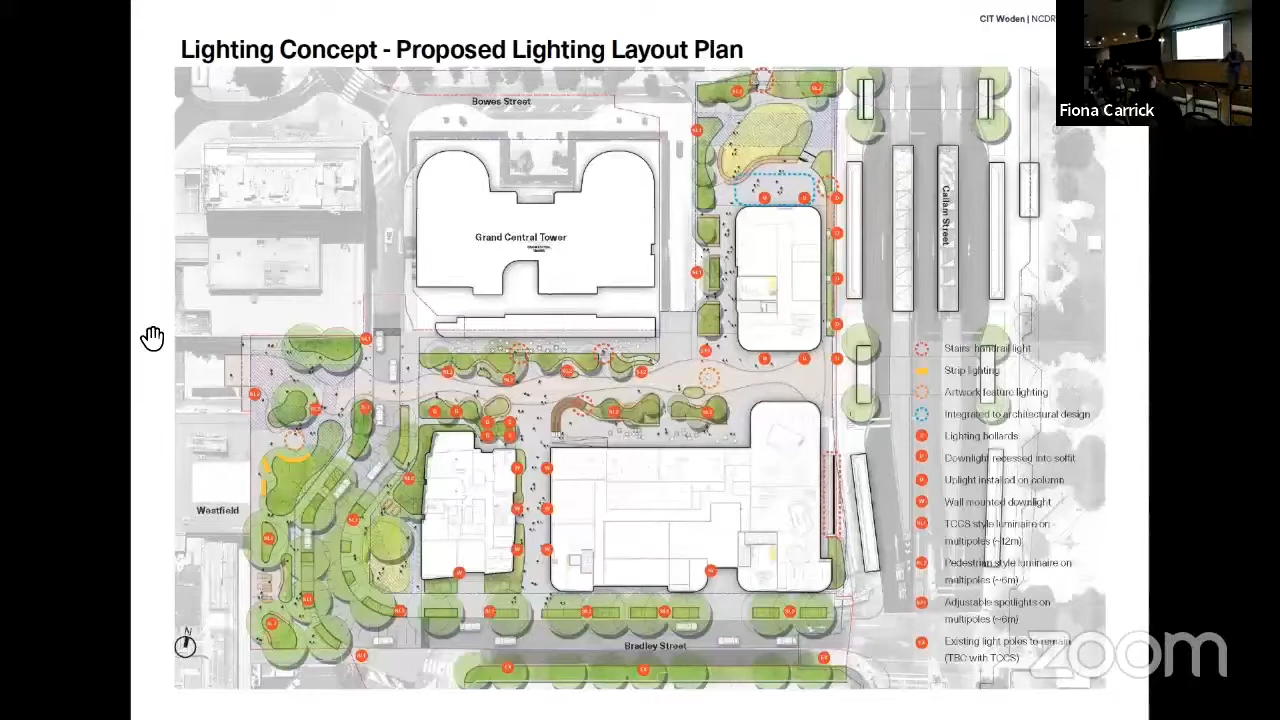 CIT Woden | NCDR
Lighting Concept - Proposed Lighting Layout Plan
Fiona Carrick
Bowes Street
Grand Central Tower
Callam Street
Westfield
Bradley Street
Stairs' handrail light
Strip lighting
Artwork feature lighting
Integrated to architectural design
Lighting bollards
Downlight recessed into soffit
Uplight installed on column
Wall mounted downlight
TCCS style luminaire on
multipoles (~12m)
Pedestrian style luminaire on
multipoles (~6m)
Adjustable spotlights on
multipoles (~6m)
Existing light poles to remain
(TBC with TCCS)
N
zoom